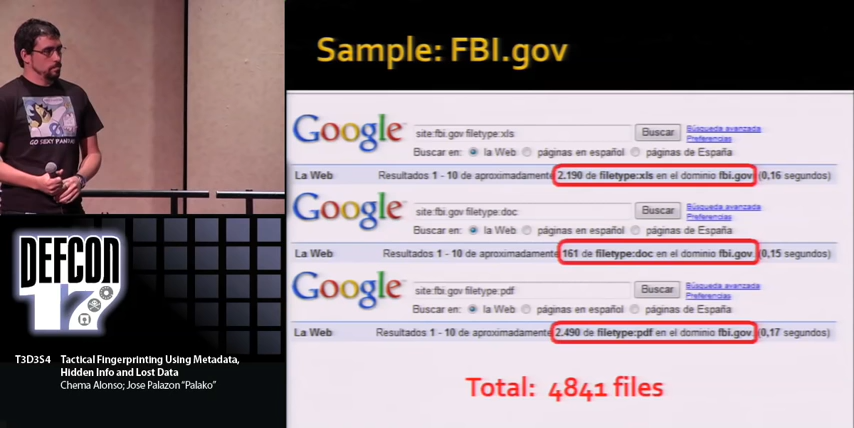 Sample: FBI.gov
Google
site:fbi.gov filetype:xls
Buscar
Búsqueda avanzada
Preferencias
Buscar en: la Web páginas en español páginas de España
La Web Resultados 1 - 10 de aproximadamente 2.190 de filetype:xls en el dominio fbi.gov. (0,16 segundos)
Google
site:fbi.gov filetype:doc
Buscar
Búsqueda avanzada
Preferencias
Buscar en: la Web páginas en español páginas de España
La Web Resultados 1 - 10 de aproximadamente 161 de filetype:doc en el dominio fbi.gov. (0,15 segundos)
Google
site:fbi.gov filetype:pdf
Buscar
Búsqueda avanzada
Preferencias
Buscar en: la Web páginas en español páginas de España
La Web Resultados 1 - 10 de aproximadamente 2.490 de filetype:pdf en el dominio fbi.gov. (0,17 segundos)
Total: 4841 files
GO SEXY
DEFCON
17
T3D3S4 Tactical Fingerprinting Using Metadata,
Hidden Info and Lost Data
Chema Alonso; Jose Palazon "Palako"